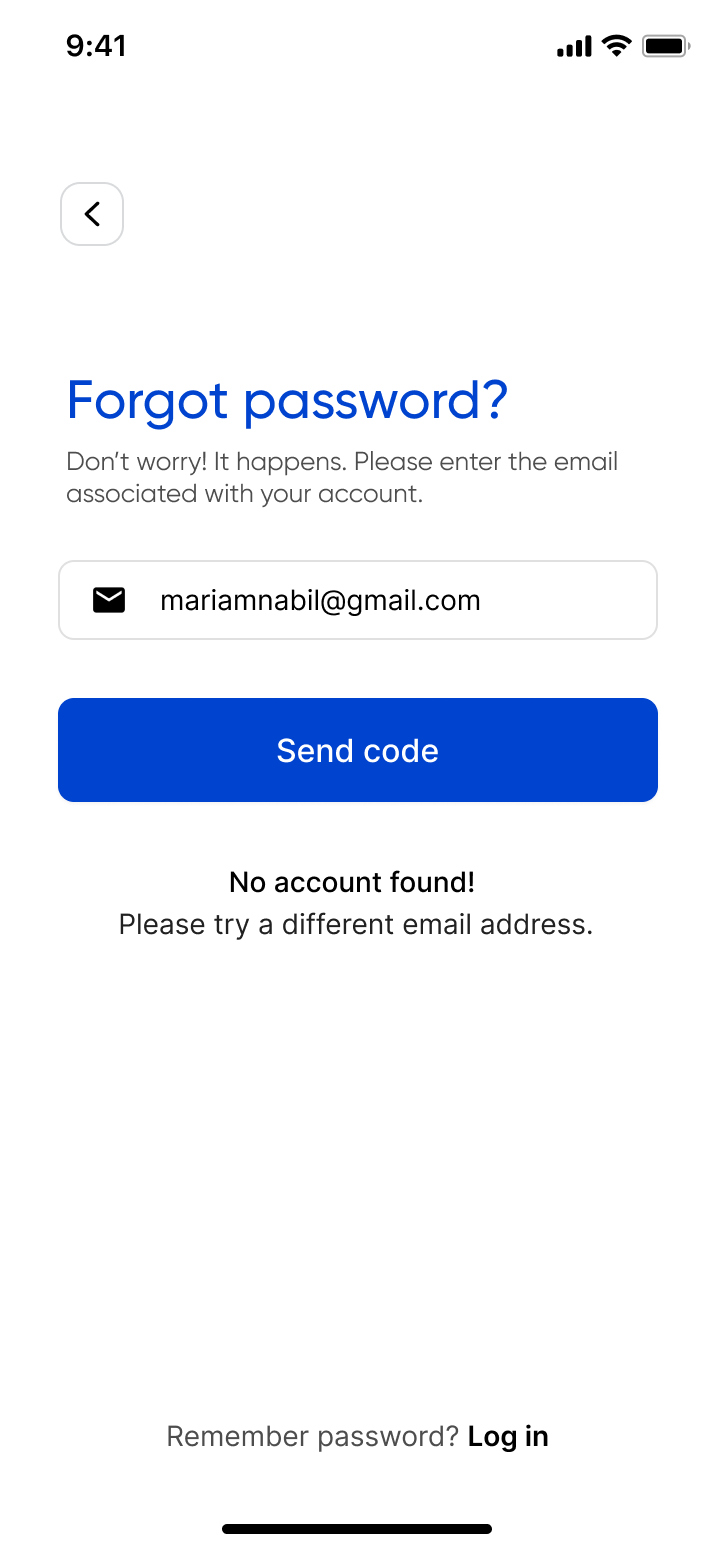 9:41
Forgot password?
Don’t worry! It happens. Please enter the email
associated with your account.
mariamnabil@gmail.com
Send code
No account found!
Please try a different email address.
Remember password? Log in